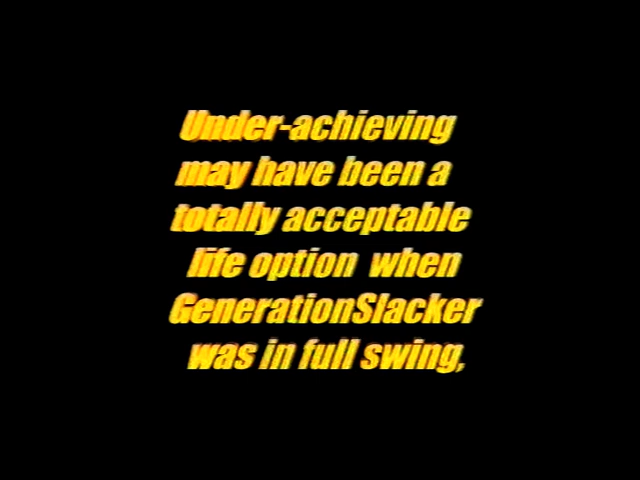 Under-achieving
may have been a
totally acceptable
life option when
GenerationSlacker
was in full swing,